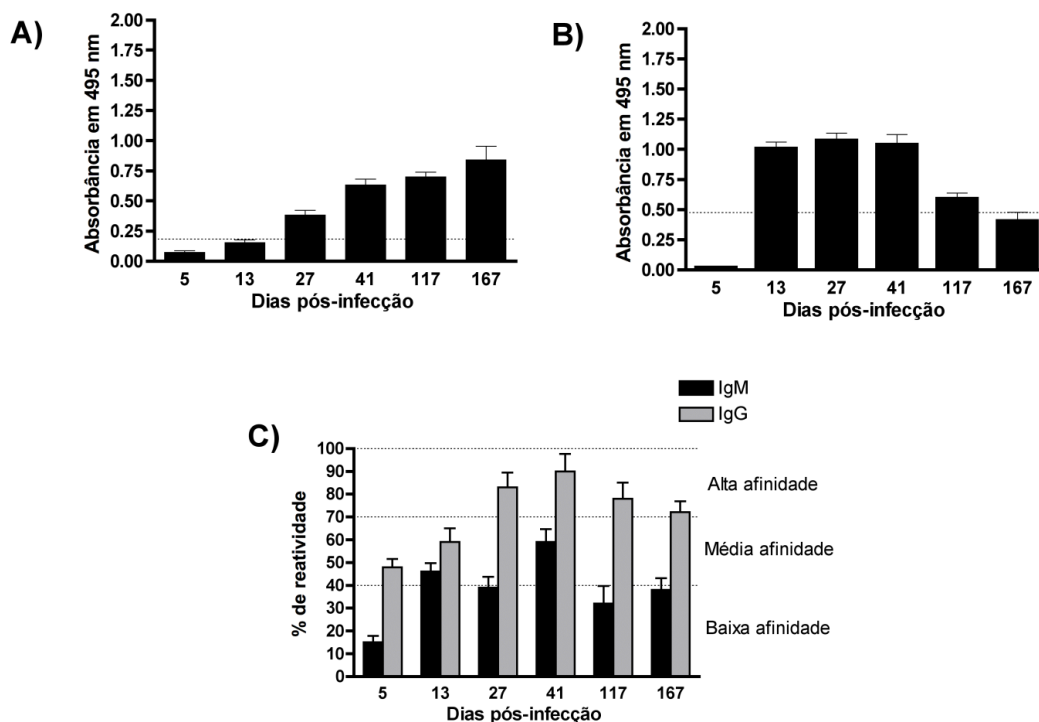 A)
2.00
1.75
1.50
1.25
1.00
0.75
0.50
0.25
0.00
Absorbância em 495 nm
5 13 27 41 117 167
Dias pós-infecção
B)
2.00
1.75
1.50
1.25
1.00
0.75
0.50
0.25
0.00
Absorbância em 495 nm
5 13 27 41 117 167
Dias pós-infecção
IgM
IgG
C)
100
90
80
70
60
50
40
30
20
10
0
% de reatividade
Alta afinidade
Média afinidade
Baixa afinidade
5 13 27 41 117 167
Dias pós-infecção